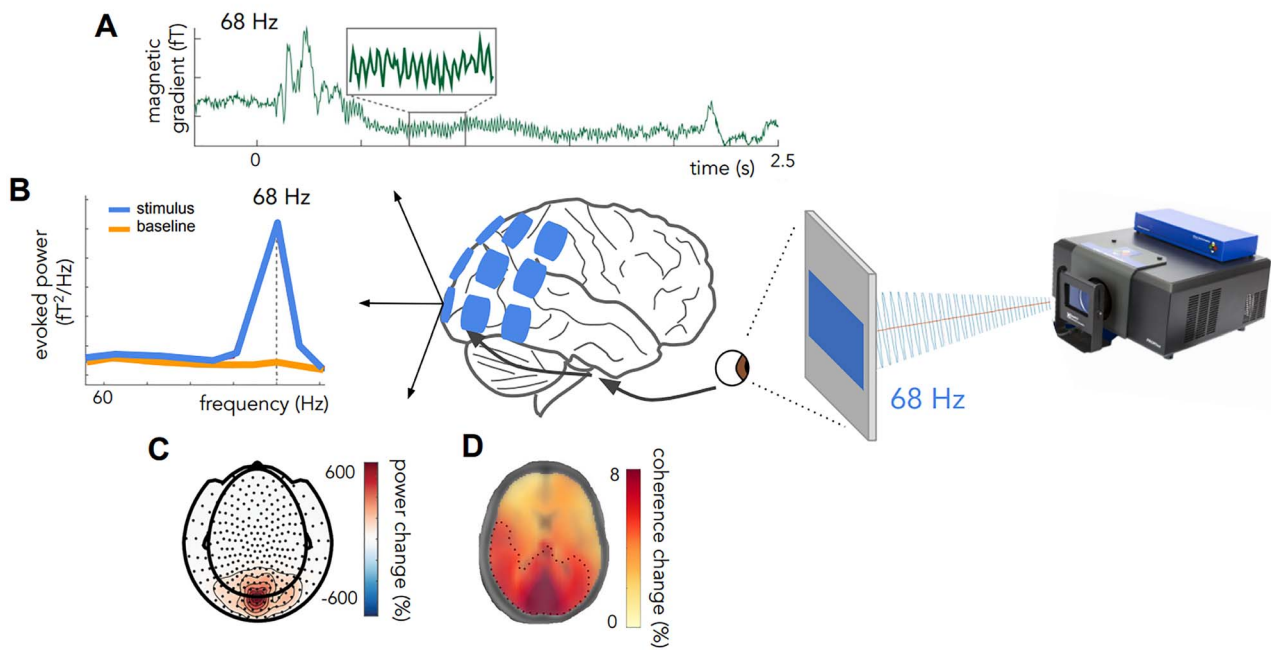 A
68 Hz
magnetic
gradient (fT)
0
time (s)
2.5
B
stimulus
baseline
68 Hz
evoked power
(fT²/Hz)
60
frequency (Hz)
68 Hz
C
600
-600
power change (%)
D
8
0
coherence change (%)